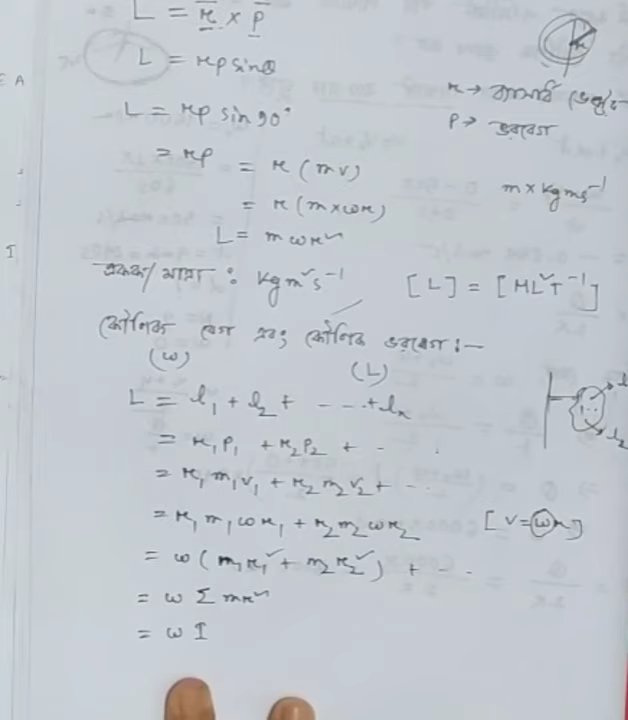 L = r̅ × p̅
L = rp sinθ
r → ব্যাসার্ধ
L = rp sin 90°
p → ভরবেগ
= rp = r (mv)
m × kgms⁻¹
= r (m × ωr)
L = mωr²
একক/মাত্রা : kgm²s⁻¹ [L] = [ML²T⁻¹]
কৌণিক বেগ এবং কৌণিক ভরবেগ :—
(ω) (L)
L = l₁ + l₂ + - - - + lₙ
= r₁p₁ + r₂p₂ + - .
= r₁m₁v₁ + r₂m₂v₂ + - ..
= r₁m₁ωr₁ + r₂m₂ωr₂ [v = ωr]
= ω (m₁r₁² + m₂r₂²) + - .
= ω Σ mr²
= ω I